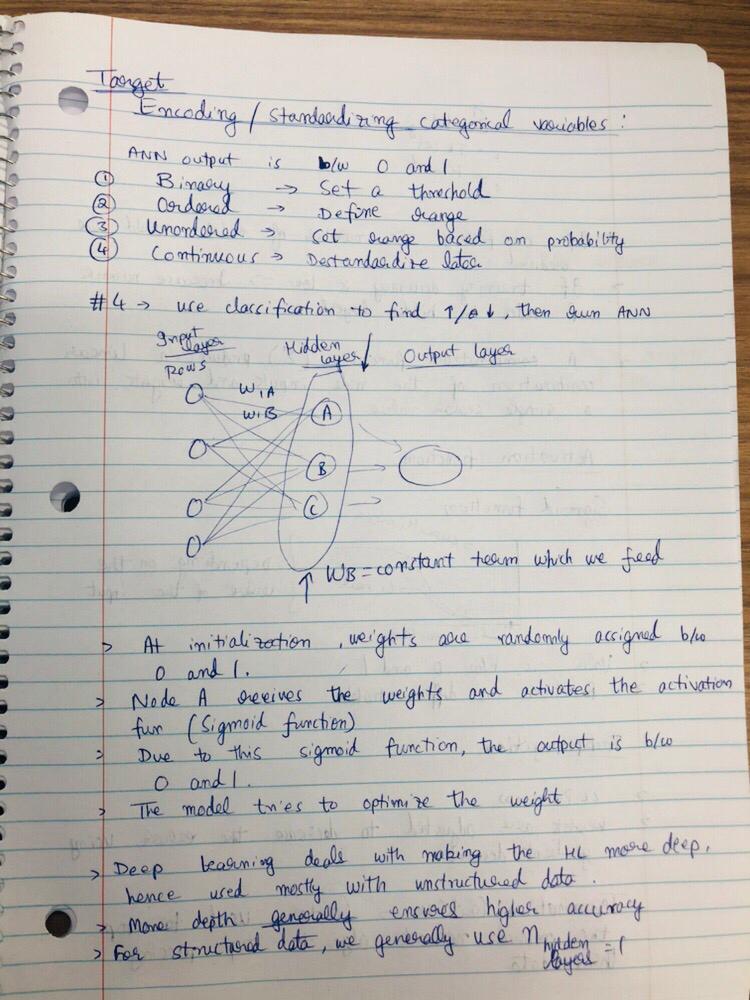 Target
Encoding / Standardizing categorical variables :
ANN output is b/w 0 and 1
① Binary → Set a threshold
② Ordered → Define range
③ Unordered → Set range based on probability
④ Continuous → Destandardize later
#4 → use classification to find ↑/ ↓, then run ANN
Input layer
Hidden layer
Output layer
Rows
W1A
W1B
A
B
C
WB = constant term which we feed
> At initialization, weights are randomly assigned b/w
0 and 1.
> Node A receives the weights and activates the activation
fun (Sigmoid function)
> Due to this sigmoid function, the output is b/w
0 and 1.
> The model tries to optimize the weight
> Deep learning deals with making the HL more deep,
hence used mostly with unstructured data.
> More depth generally ensures higher accuracy
> For structured data, we generally use n hidden layers = 1